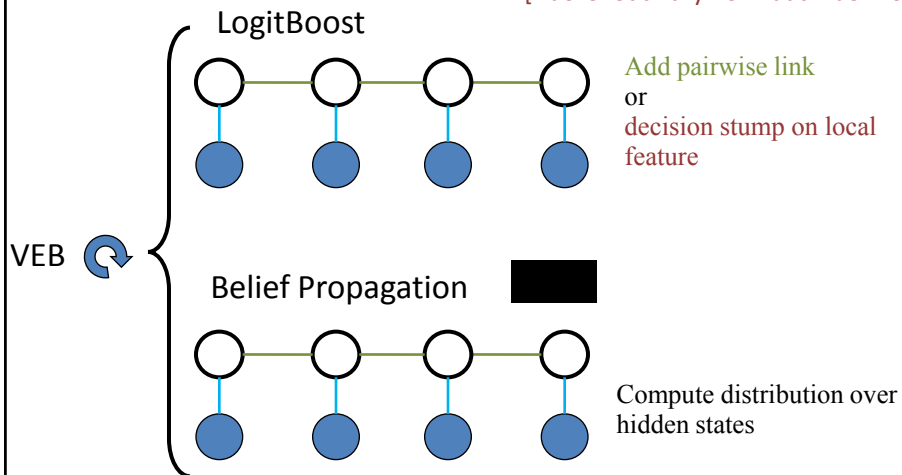 LogitBoost
Add pairwise link
or
decision stump on local
feature
VEB
Belief Propagation
Compute distribution over
hidden states